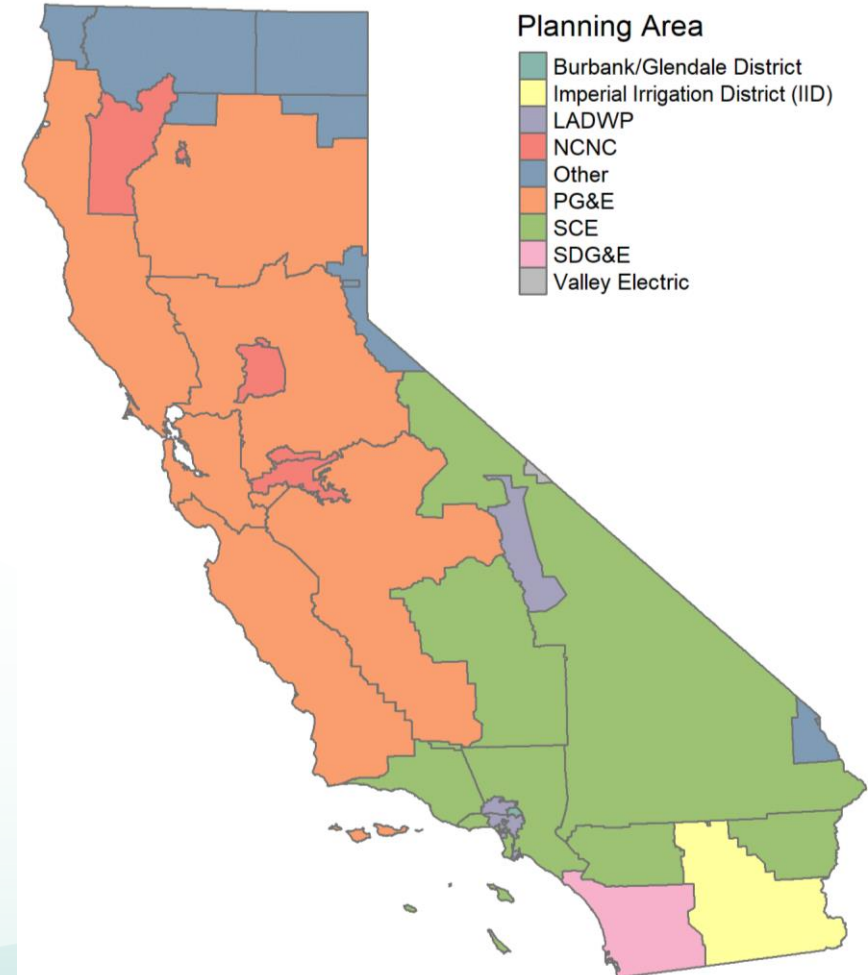 Planning Area
Burbank/Glendale District
Imperial Irrigation District (IID)
LADWP
NCNC
Other
PG&E
SCE
SDG&E
Valley Electric